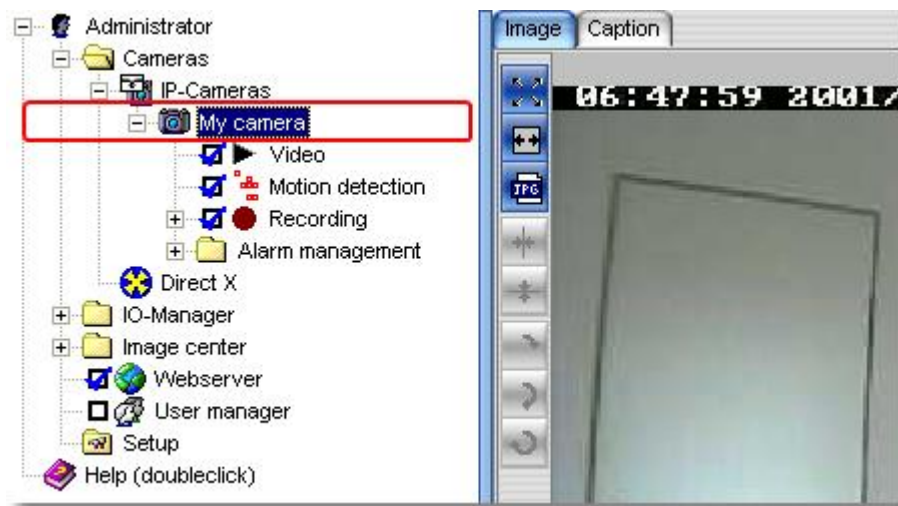 Administrator
Cameras
IP-Cameras
My camera
Video
Motion detection
Recording
Alarm management
Direct X
IO-Manager
Image center
Webserver
User manager
Setup
Help (doubleclick)
Image Caption
06:47:59 2001/
JPG